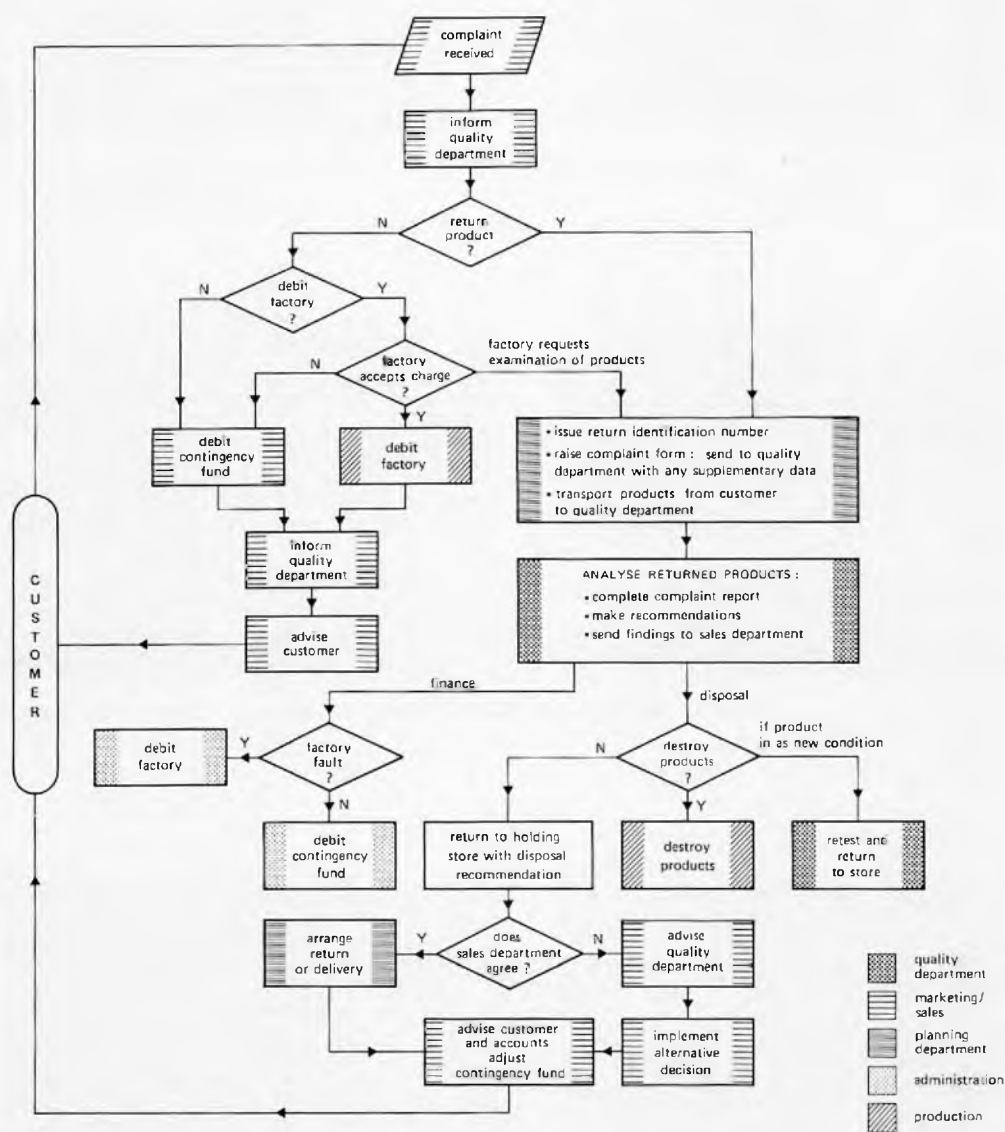 complaint
received
inform
quality
department
N
return
product
?
Y
N
debit
factory
?
Y
N
factory
accepts charge
?
Y
factory requests
examination of products
debit
contingency
fund
debit
factory
• issue return identification number
• raise complaint form : send to quality
department with any supplementary data
• transport products from customer
to quality department
inform
quality
department
ANALYSE RETURNED PRODUCTS :
• complete complaint report
• make recommendations
• send findings to sales department
advise
customer
CUSTOMER
finance
disposal
debit
factory
Y
factory
fault
?
N
N
destroy
products
?
Y
if product
in as new condition
debit
contingency
fund
return to holding
store with disposal
recommendation
destroy
products
retest and
return
to store
arrange
return
or delivery
Y
does
sales department
agree ?
N
advise
quality
department
advise customer
and accounts
adjust
contingency fund
implement
alternative
decision
quality
department
marketing/
sales
planning
department
administration
production